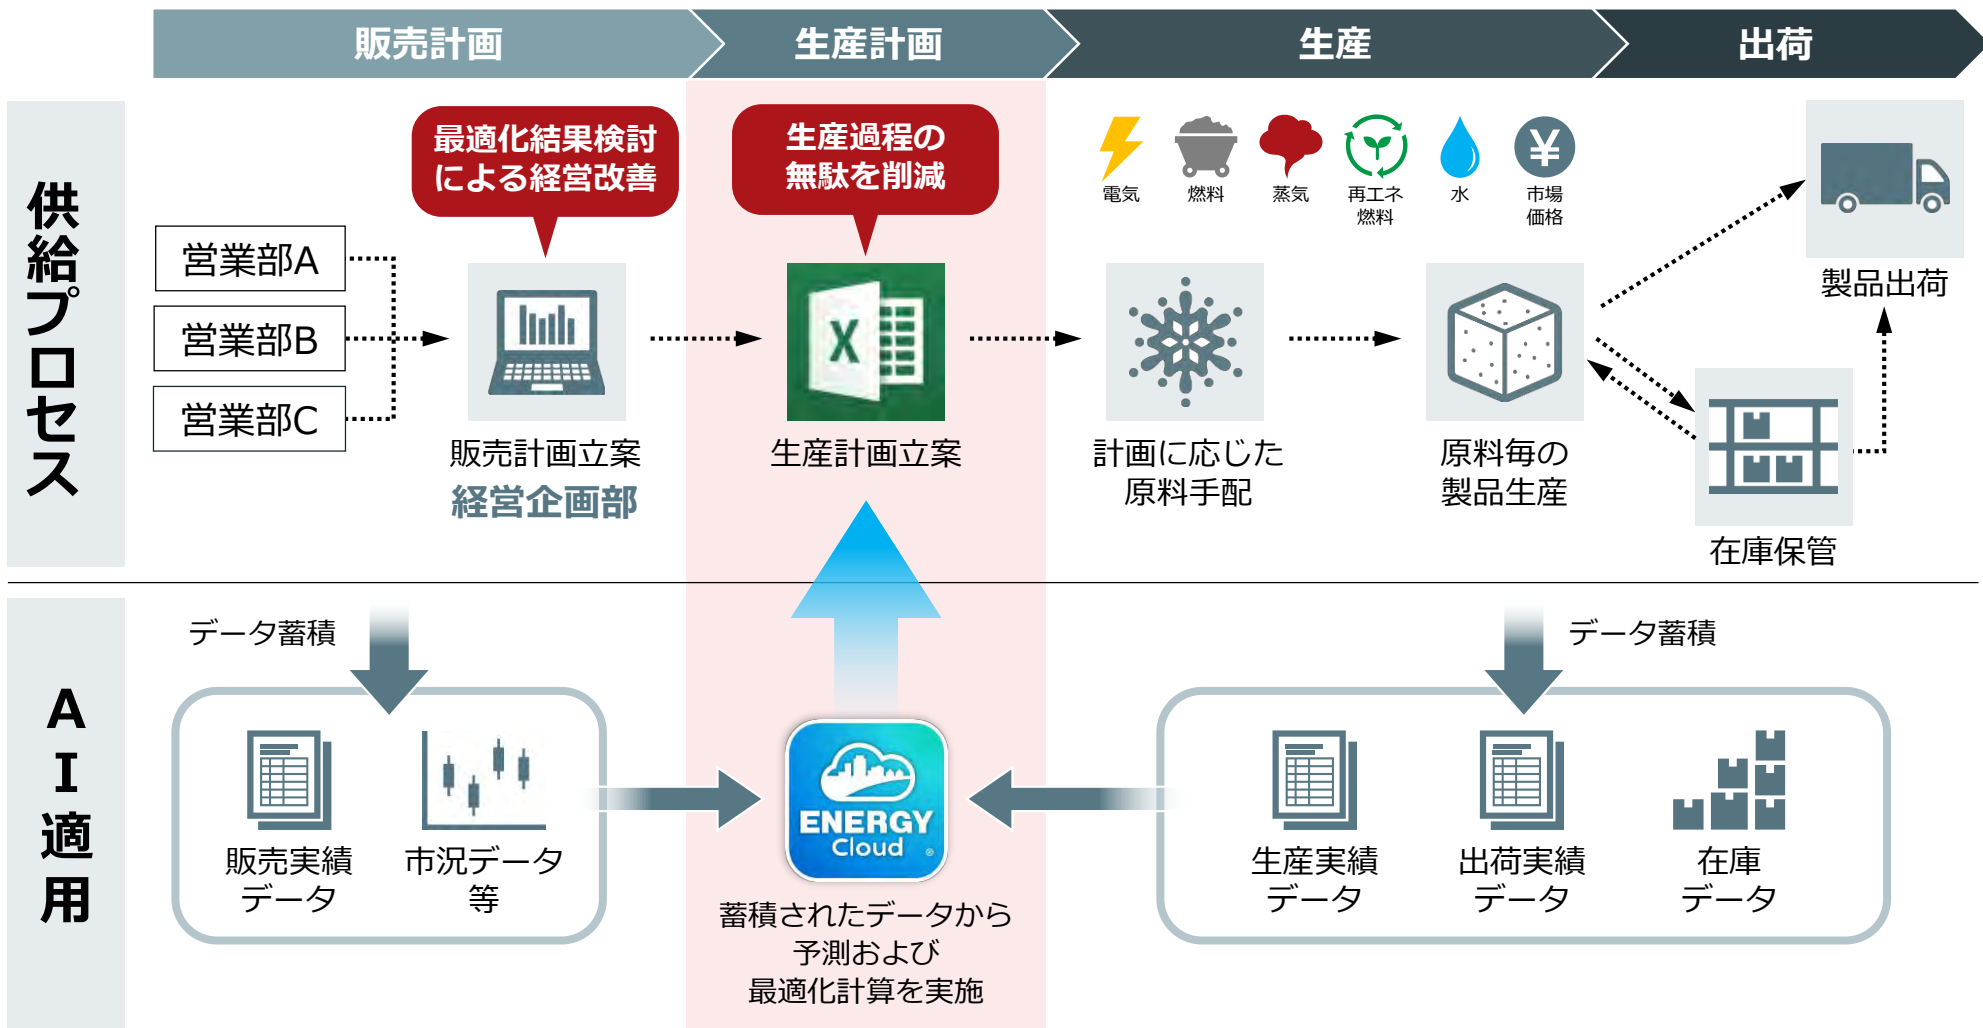 販売計画
生産計画
生産
出荷
供給プロセス
最適化結果検討
による経営改善
生産過程の
無駄を削減
電気
燃料
蒸気
再エネ
燃料
水
市場
価格
営業部A
営業部B
営業部C
X
¥
販売計画立案
経営企画部
生産計画立案
計画に応じた
原料手配
原料毎の
製品生産
製品出荷
在庫保管
AI適用
データ蓄積
データ蓄積
販売実績
データ
市況データ
等
ENERGY
Cloud
®
蓄積されたデータから
予測および
最適化計算を実施
生産実績
データ
出荷実績
データ
在庫
データ